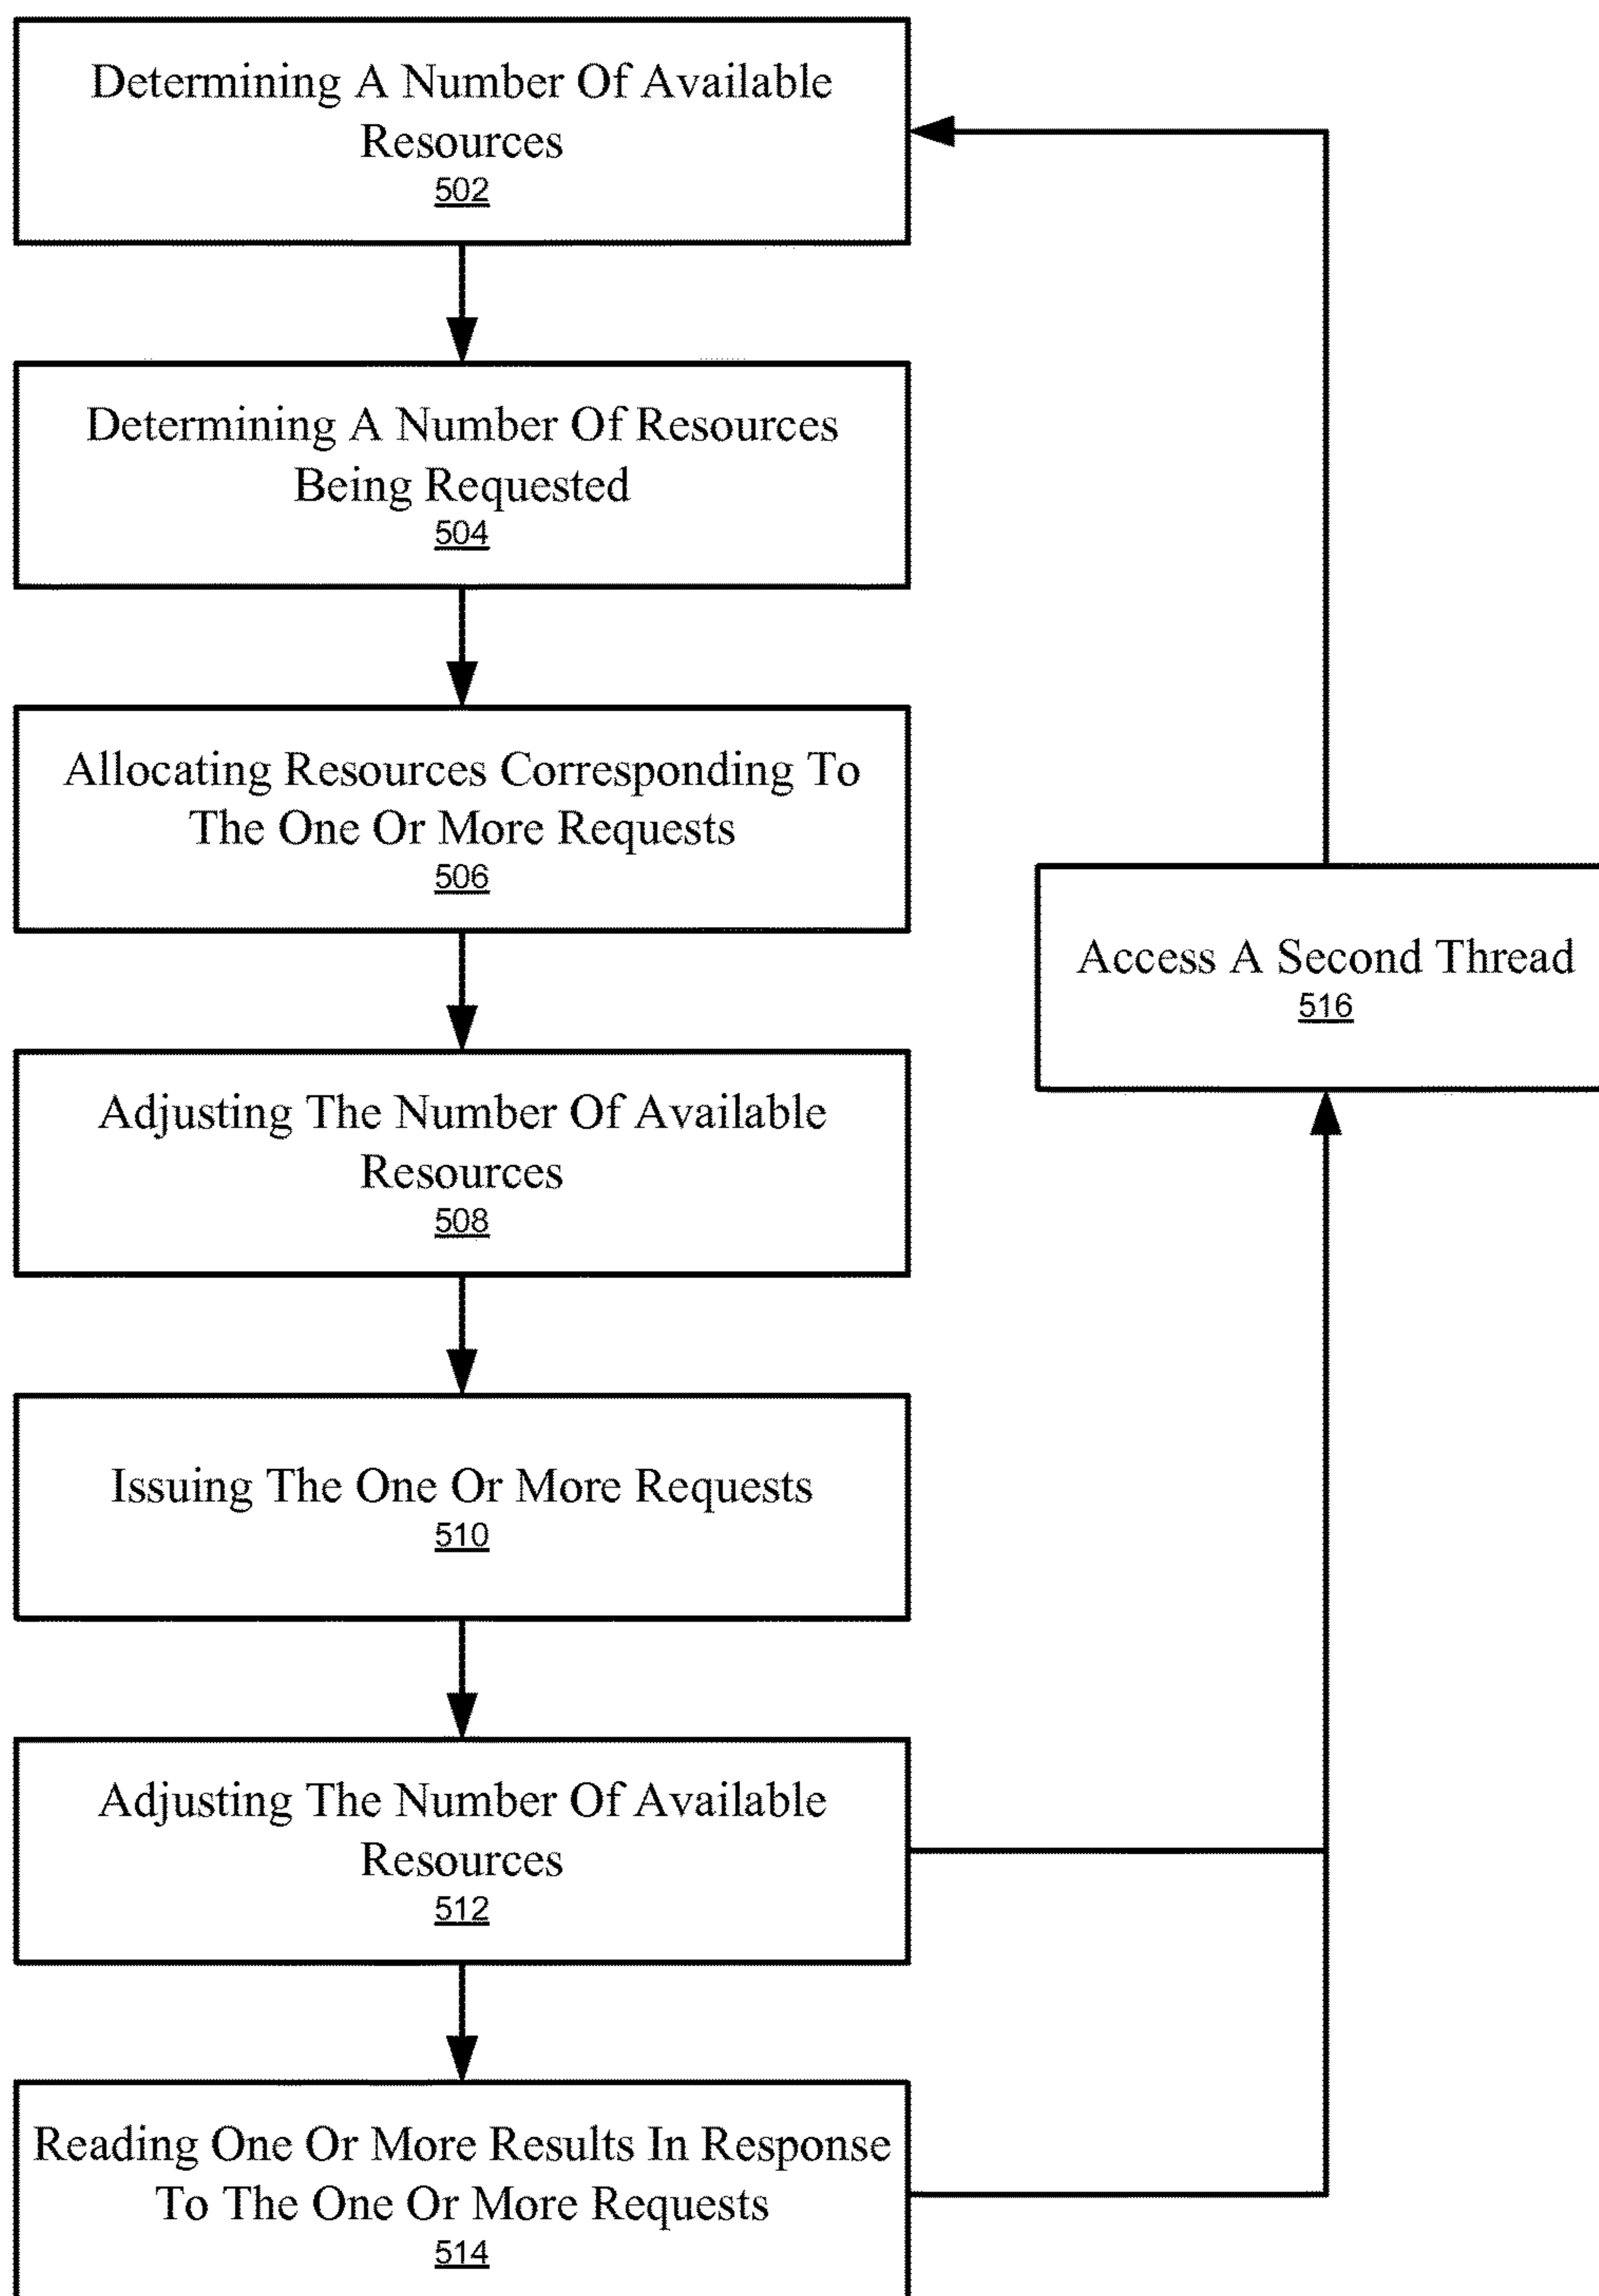 Determining A Number Of Available
Resources
502
Determining A Number Of Resources
Being Requested
504
Allocating Resources Corresponding To
The One Or More Requests
506
Adjusting The Number Of Available
Resources
508
Issuing The One Or More Requests
510
Adjusting The Number Of Available
Resources
512
Reading One Or More Results In Response
To The One Or More Requests
514
Access A Second Thread
516